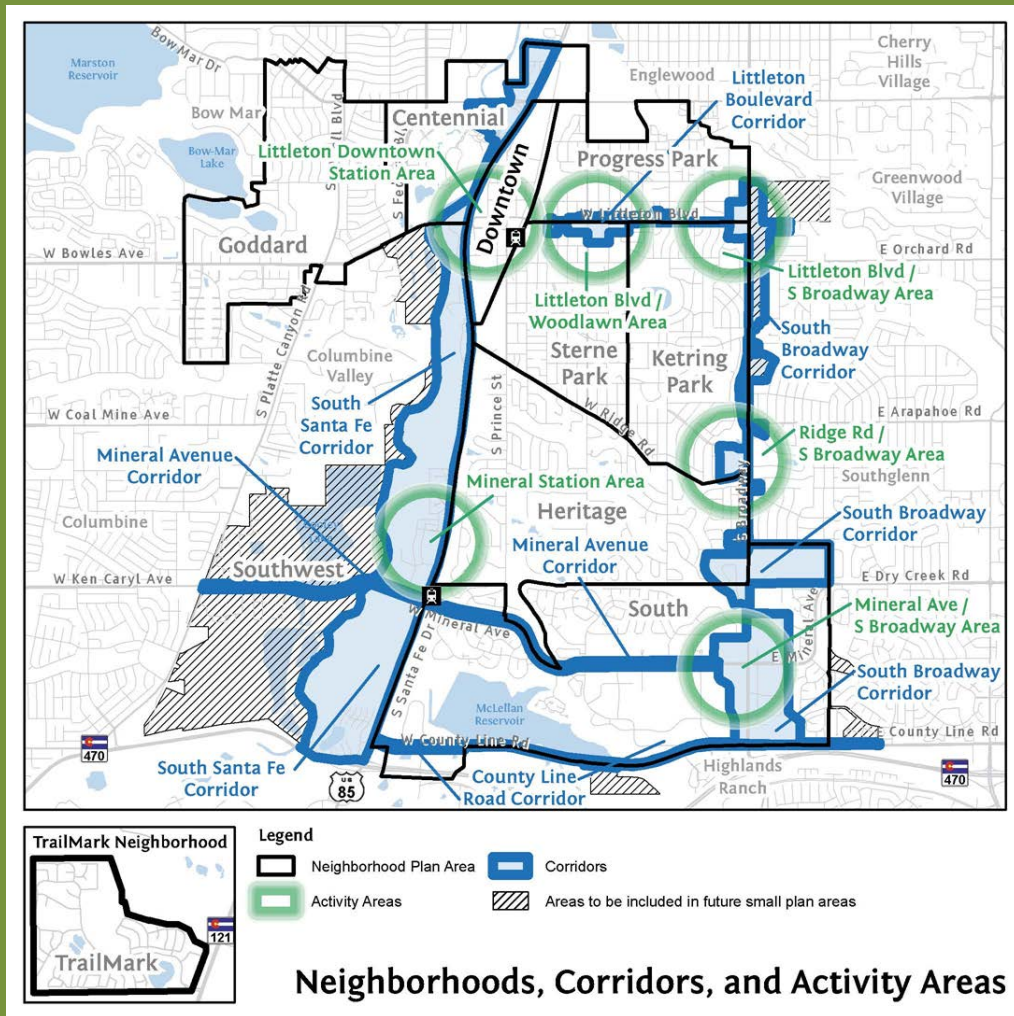 Marston
Reservoir
Bow Mar Dr
Bow Mar
Bow-Mar
Lake
Englewood
Cherry
Hills
Village
Littleton
Boulevard
Corridor
Centennial
Littleton Downtown
Station Area
Downtown
Progress Park
Greenwood
Village
W Littleton Blvd
Goddard
W Bowles Ave
E Orchard Rd
Littleton Blvd /
S Broadway Area
Littleton Blvd /
Woodlawn Area
S Platte Canyon Rd
Columbine
Valley
South
Broadway
Corridor
Sterne
Park
Ketring
Park
South
Santa Fe
Corridor
S Prince St
W Coal Mine Ave
W Ridge Rd
E Arapahoe Rd
Ridge Rd /
S Broadway Area
Mineral Avenue
Corridor
Southglenn
Mineral Station Area
S Broadway
Columbine
Heritage
South Broadway
Corridor
Mineral Avenue
Corridor
W Ken Caryl Ave
Southwest
E Dry Creek Rd
South
W Mineral Ave
Mineral Ave /
S Broadway Area
E Mineral Ave
S Santa Fe Dr
South Broadway
Corridor
McLellan
Reservoir
W County Line Rd
E County Line Rd
470
South Santa Fe
Corridor
US
85
County Line
Road Corridor
Highlands
Ranch
470
TrailMark Neighborhood
121
TrailMark
Legend
Neighborhood Plan Area
Corridors
Activity Areas
Areas to be included in future small plan areas
Neighborhoods, Corridors, and Activity Areas